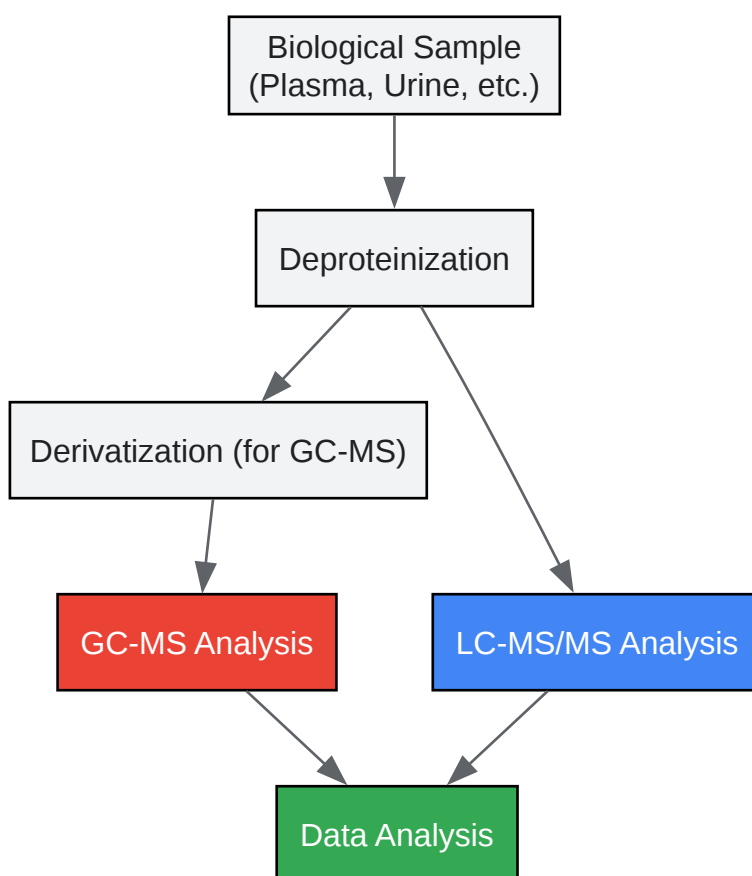 Biological Sample
(Plasma, Urine, etc.)
Deproteinization
Derivatization (for GC-MS)
GC-MS Analysis
LC-MS/MS Analysis
Data Analysis